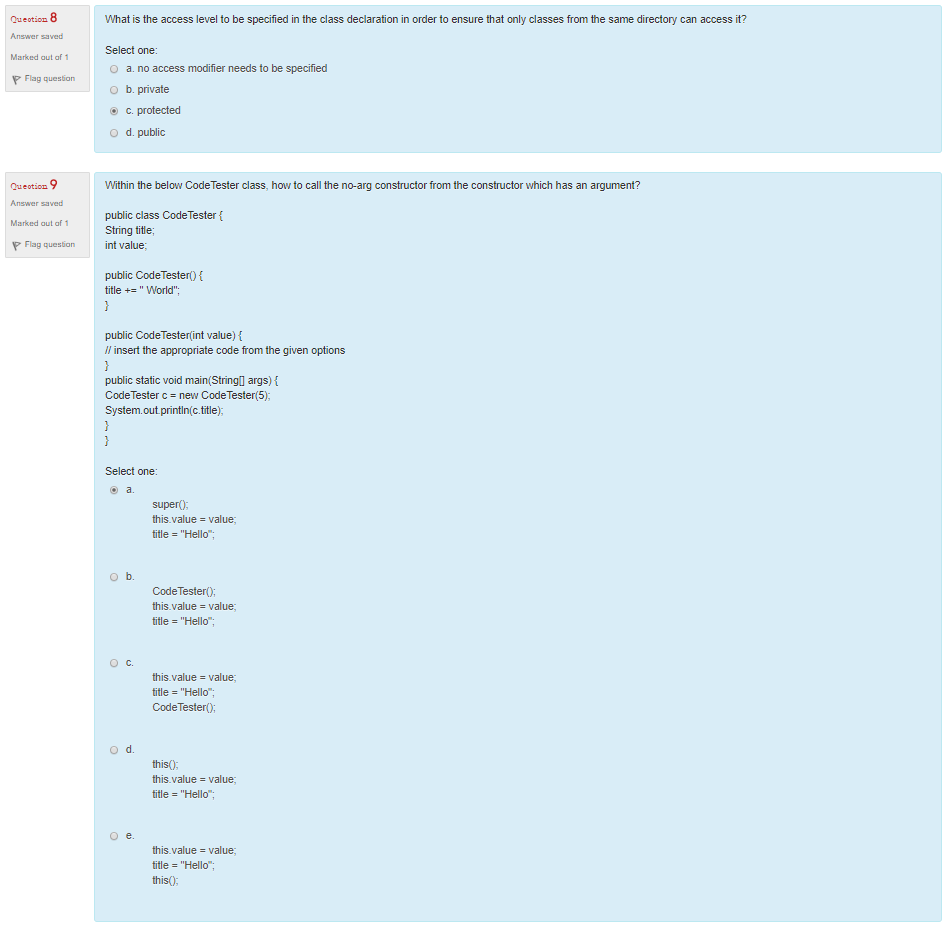 Question 8
Answer saved
Marked out of 1
Flag question
What is the access level to be specified in the class declaration in order to ensure that only classes from the same directory can access it?
Select one:
a. no access modifier needs to be specified
b. private
c. protected
d. public
Question 9
Answer saved
Marked out of 1
Flag question
Within the below CodeTester class, how to call the no-arg constructor from the constructor which has an argument?
public class CodeTester {
String title;
int value;
public CodeTester() {
title += " World";
}
public CodeTester(int value) {
// insert the appropriate code from the given options
}
public static void main(String[] args) {
CodeTester c = new CodeTester(5);
System.out.println(c.title);
}
}
Select one:
a.
super();
this.value = value;
title = "Hello";
b.
CodeTester();
this.value = value;
title = "Hello";
c.
this.value = value;
title = "Hello";
CodeTester();
d.
this();
this.value = value;
title = "Hello";
e.
this.value = value;
title = "Hello";
this();